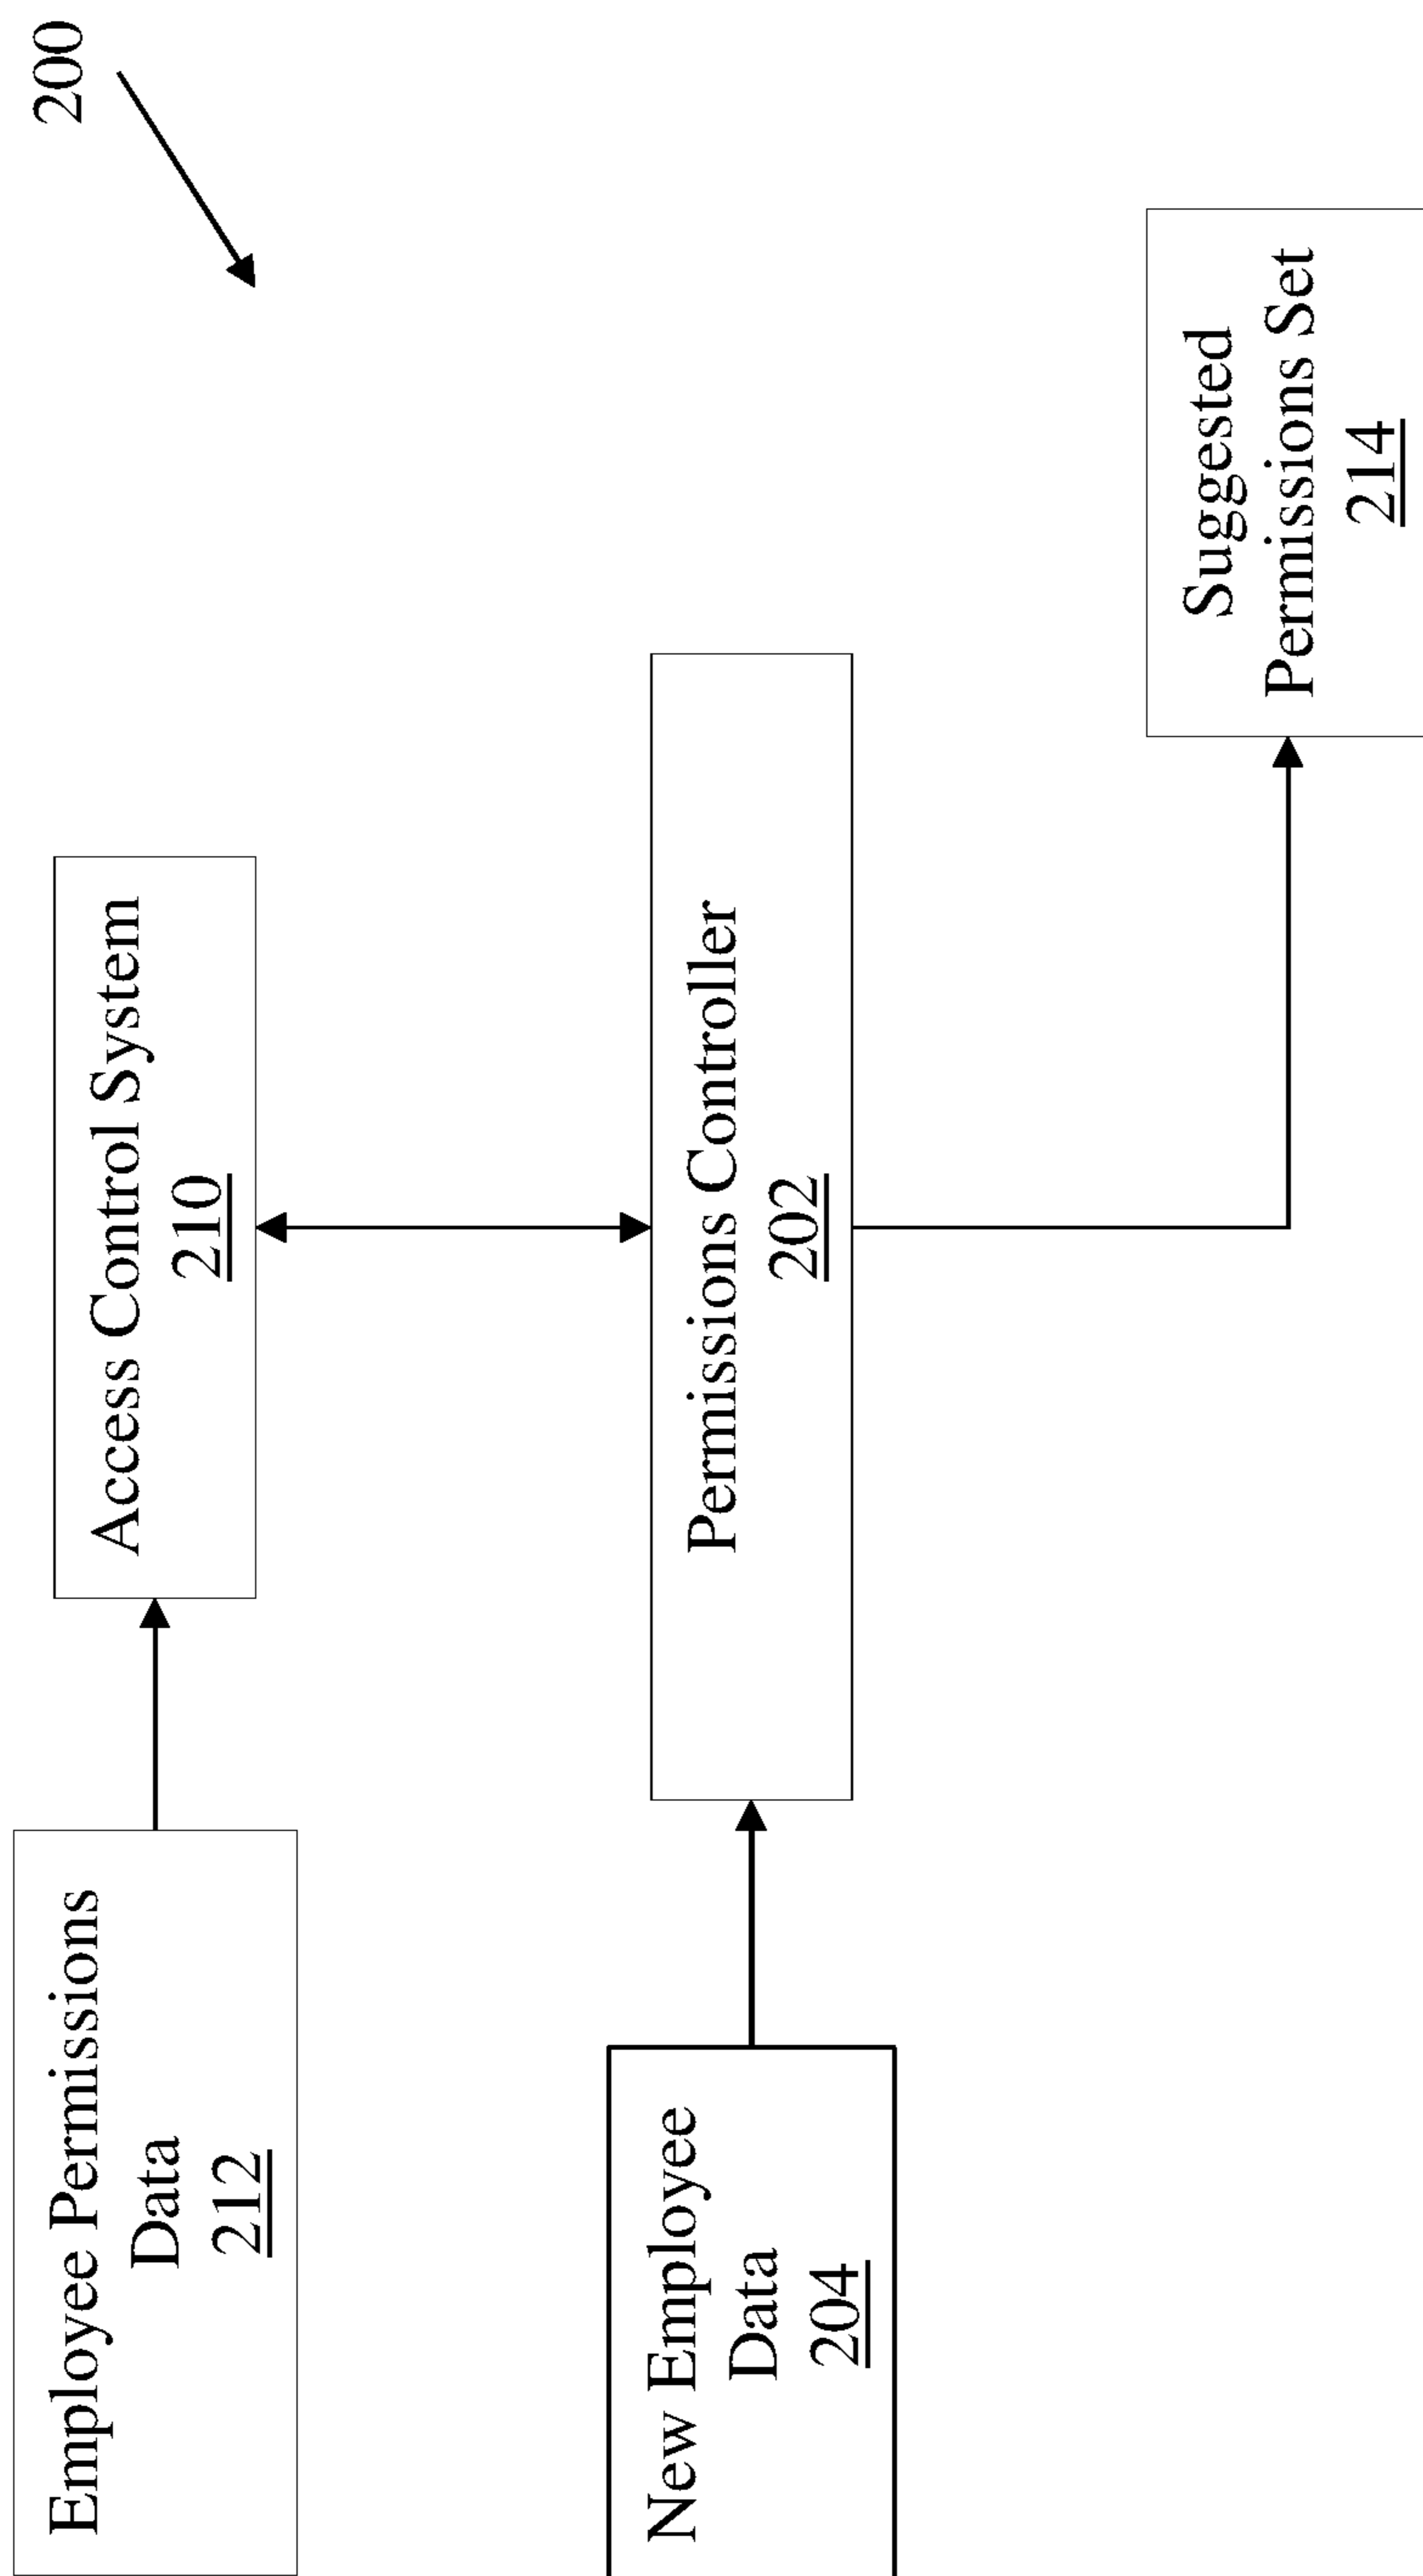 200
Employee Permissions
Data
212
Access Control System
210
New Employee
Data
204
Permissions Controller
202
Suggested
Permissions Set
214